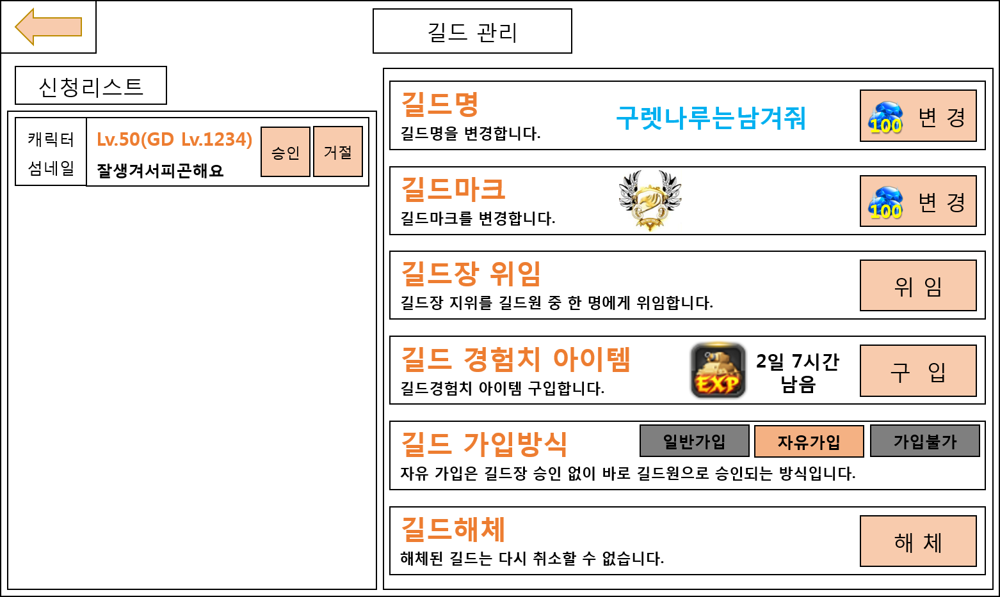 길드 관리
신청리스트
캐릭터
섬네일
Lv.50(GD Lv.1234)
잘생겨서피곤해요
승인
거절
길드명
길드명을 변경합니다.
구렛나루는남겨줘
100
변 경
길드마크
길드마크를 변경합니다.
100
변 경
길드장 위임
길드장 지위를 길드원 중 한 명에게 위임합니다.
위 임
길드 경험치 아이템
길드경험치 아이템 구입합니다.
EXP
2일 7시간
남음
구 입
길드 가입방식
일반가입
자유가입
가입불가
자유 가입은 길드장 승인 없이 바로 길드원으로 승인되는 방식입니다.
길드해체
해체된 길드는 다시 취소할 수 없습니다.
해 체